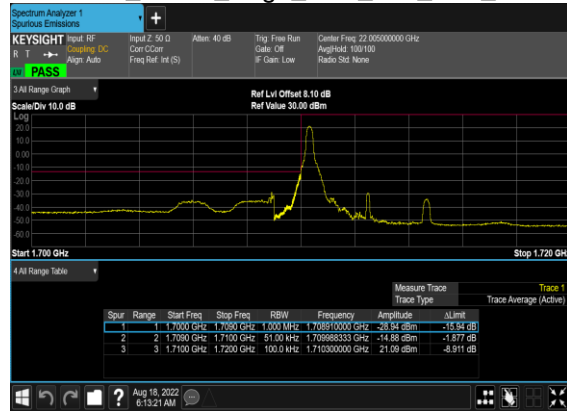 Spectrum Analyzer 1
Spurious Emissions
+
KEYSIGHT Input: RF Input Z: 50 Ω Atten: 40 dB Trig: Free Run Center Freq: 22.005000000 GHz
R T Coupling: DC Corr CCorr Gate: Off Avg|Hold: 100/100
Align: Auto Freq Ref: Int (S) IF Gain: Low Radio Std: None
PASS
3 All Range Graph
Ref Lvl Offset 8.10 dB
Scale/Div 10.0 dB Ref Value 30.00 dBm
Log
20.0
10.0
0.00
-10.0
-20.0
-30.0
-40.0
-50.0
-60.0
Start 1.700 GHz Stop 1.720 GH
4 All Range Table
Measure Trace Trace 1
Trace Type Trace Average (Active)
Spur Range Start Freq Stop Freq RBW Frequency Amplitude ΔLimit
1 1 1.7000 GHz 1.7090 GHz 1.000 MHz 1.708910000 GHz -28.94 dBm -15.94 dB
2 2 1.7090 GHz 1.7100 GHz 51.00 kHz 1.709988333 GHz -14.88 dBm -1.877 dB
3 3 1.7100 GHz 1.7200 GHz 100.0 kHz 1.710300000 GHz 21.09 dBm -8.911 dB
? Aug 18, 2022
6:13:21 AM